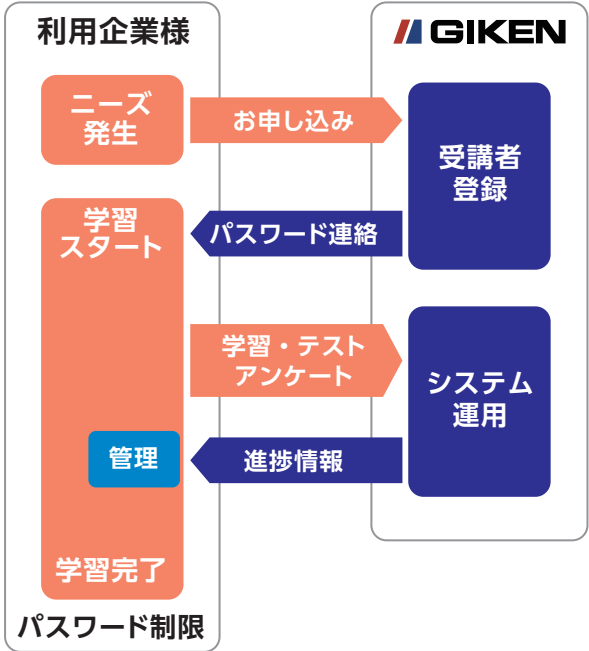 利用企業様
GIKEN
ニーズ
発生
お申し込み
受講者
登録
学習
スタート
パスワード連絡
学習・テスト
アンケート
システム
運用
管理
進捗情報
学習完了
パスワード制限